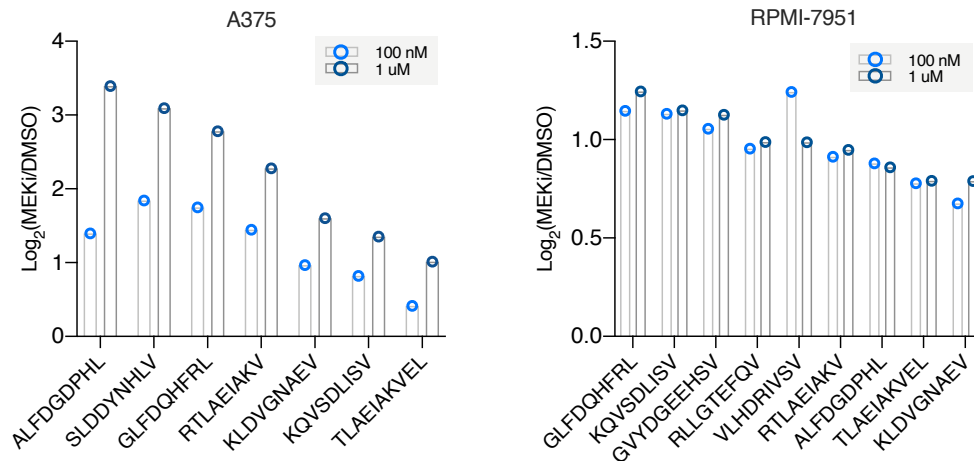 A375
Log2(MEKi/DMSO)
4
3
2
1
0
100 nM
1 uM
ALFDGDPHL
SLDDYNHLV
GLFDQHFRL
RTLAEIAKV
KLDVGNAEV
KQVSDLISV
TLAEIAKVEL
RPMI-7951
Log2(MEKi/DMSO)
1.5
1.0
0.5
0.0
100 nM
1 uM
GLFDQHFRL
KQVSDLISV
GVYDGEEHSV
RLLGTEFQV
VLHDRIVSV
RTLAEIAKV
ALFDGDPHL
TLAEIAKVEL
KLDVGNAEV